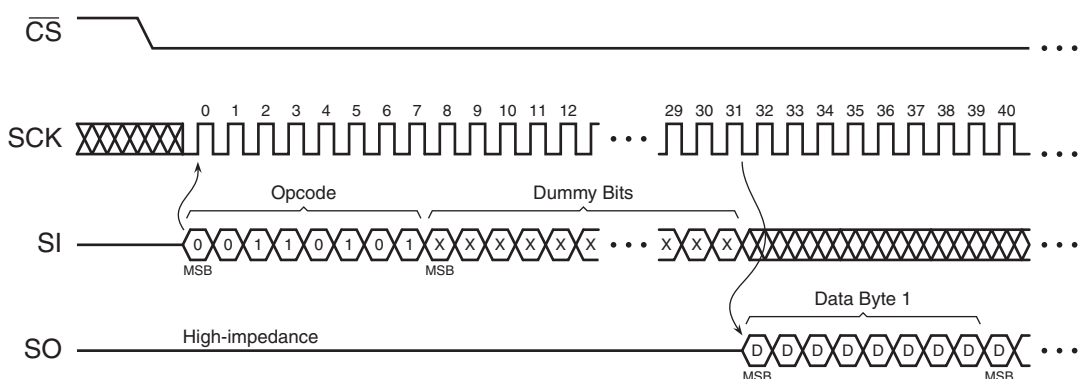 CS
SCK
0 1 2 3 4 5 6 7 8 9 10 11 12 29 30 31 32 33 34 35 36 37 38 39 40
Opcode Dummy Bits
SI
0 0 1 1 0 1 0 1 X X X X X X X X X
MSB MSB
Data Byte 1
SO
High-impedance
D D D D D D D D D
MSB MSB